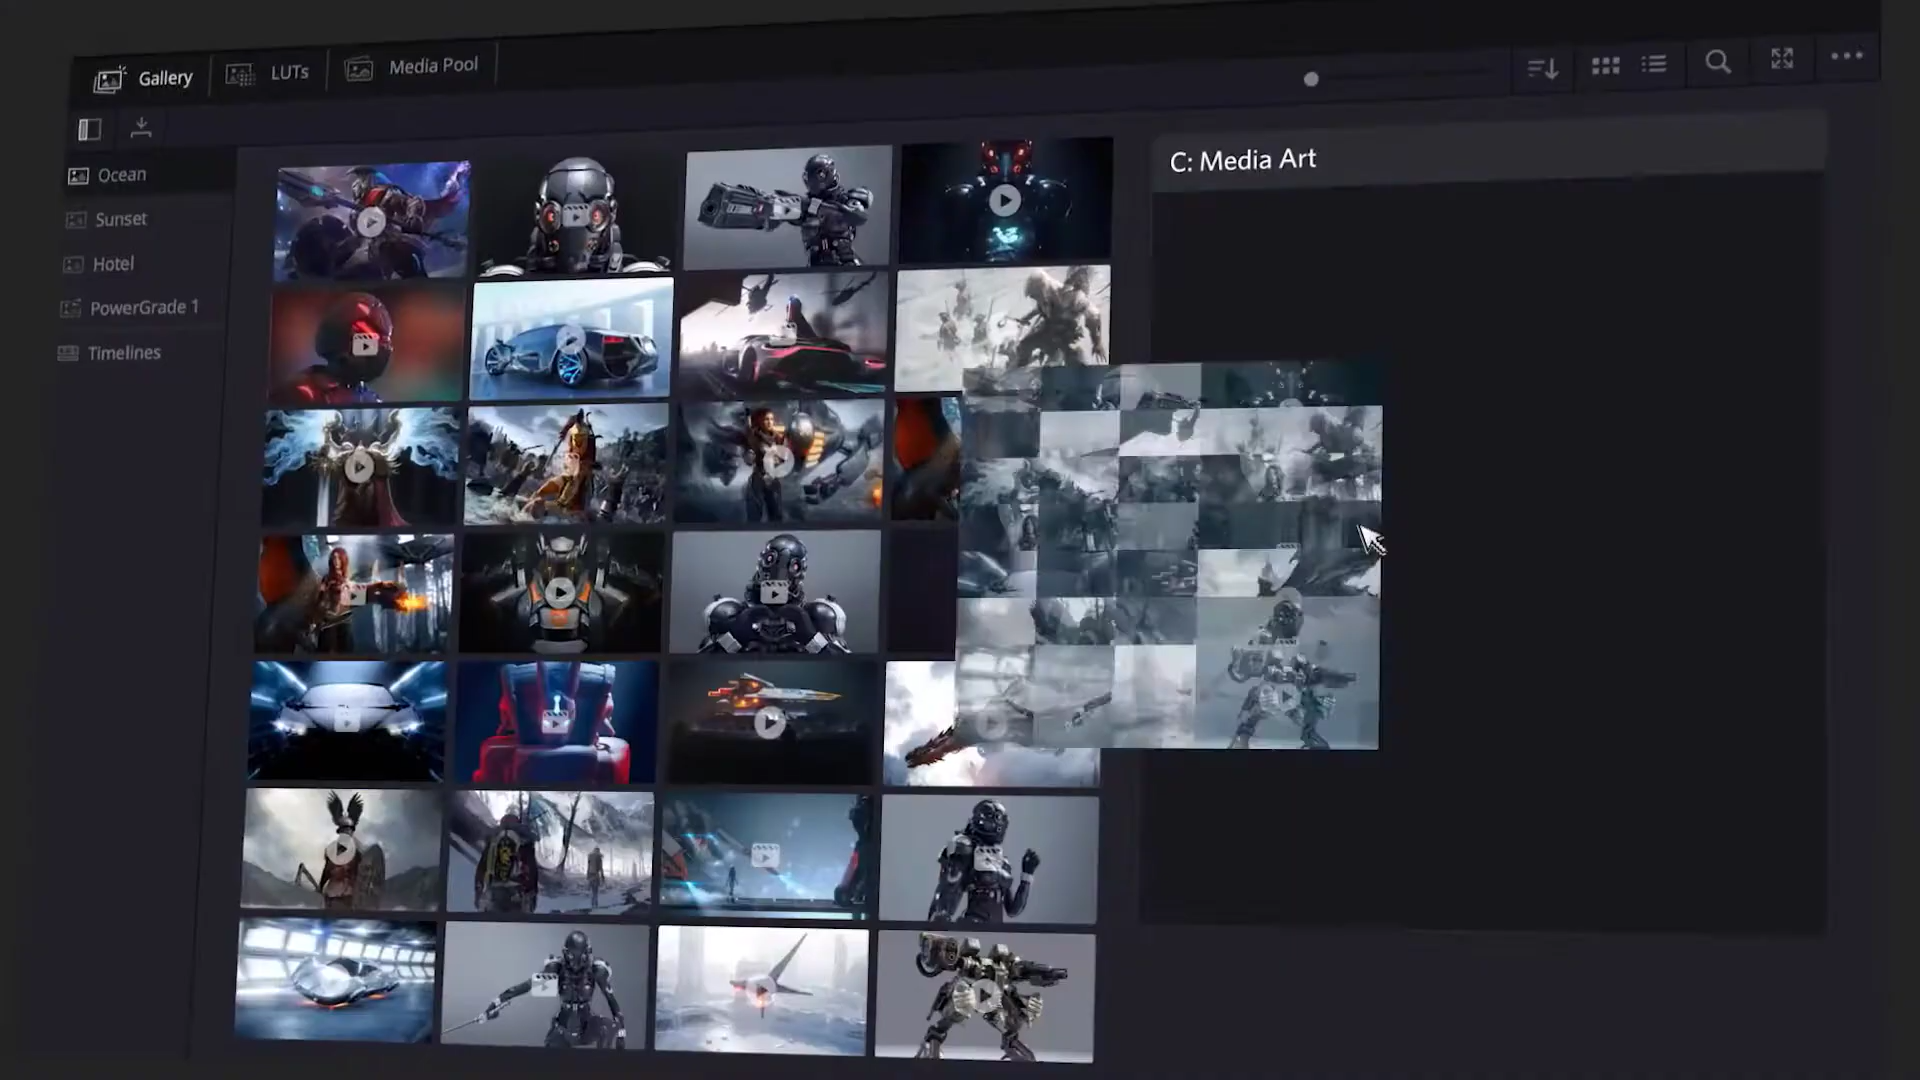 Gallery
LUTs
Media Pool
Ocean
Sunset
Hotel
PowerGrade 1
Timelines
C: Media Art